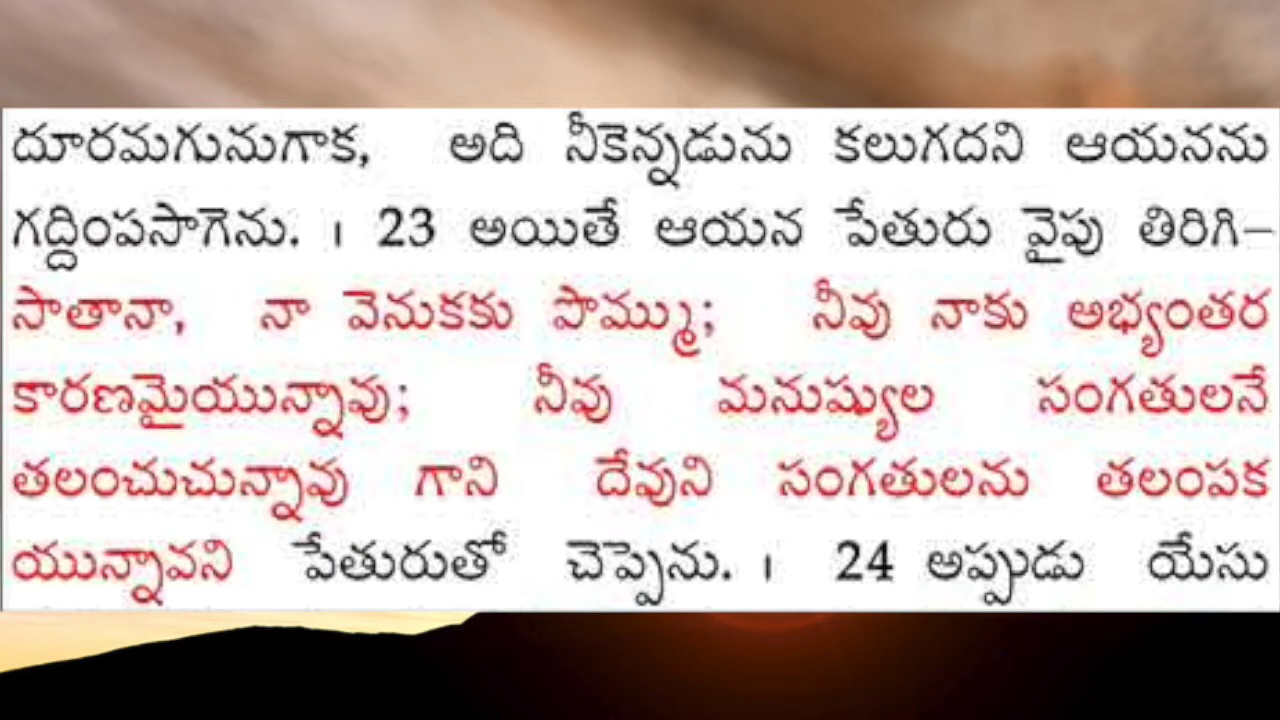 దూరమగునుగాక, అది నీకెన్నడును కలుగదని ఆయనను
గద్దింపసాగెను. । 23 అయితే ఆయన పేతురు వైపు తిరిగి–
సాతానా, నా వెనుకకు పొమ్ము; నీవు నాకు అభ్యంతర
కారణమైయున్నావు; నీవు మనుష్యుల సంగతులనే
తలంచుచున్నావు గాని దేవుని సంగతులను తలంపక
యున్నావని పేతురుతో చెప్పెను. । 24 అప్పుడు యేసు